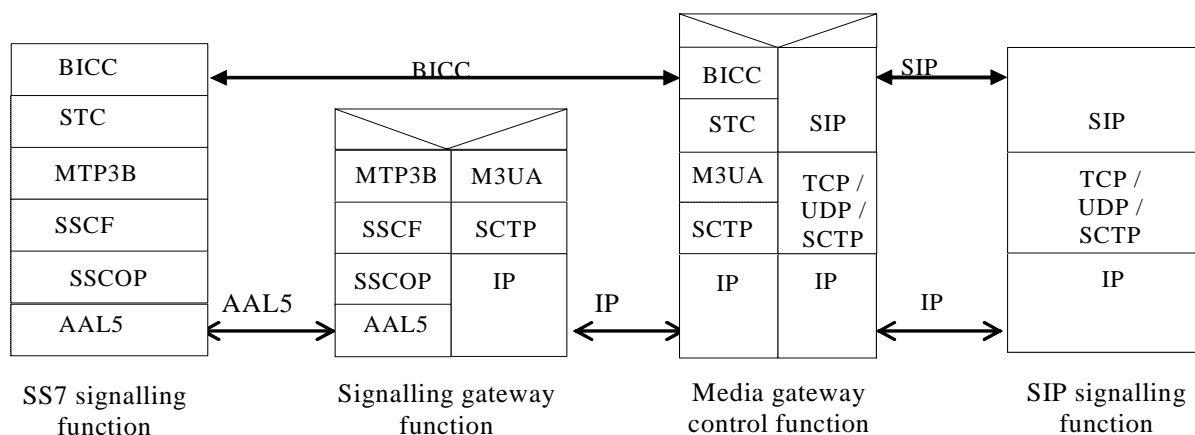 BICC
STC
MTP3B
SSCF
SSCOP
AAL5
SS7 signalling
function
BICC
AAL5
MTP3B
SSCF
SSCOP
AAL5
M3UA
SCTP
IP
Signalling gateway
function
IP
BICC
STC
M3UA
SCTP
IP
SIP
TCP /
UDP /
SCTP
IP
Media gateway
control function
SIP
IP
SIP
TCP /
UDP /
SCTP
IP
SIP signalling
function